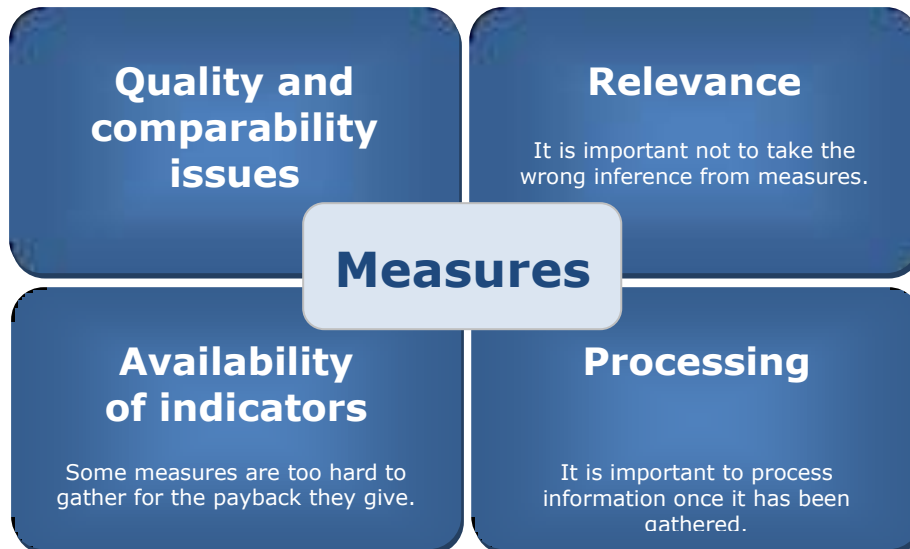 Quality and
comparability
issues
Relevance
It is important not to take the
wrong inference from measures.
Measures
Availability
of indicators
Some measures are too hard to
gather for the payback they give.
Processing
It is important to process
information once it has been
gathered.